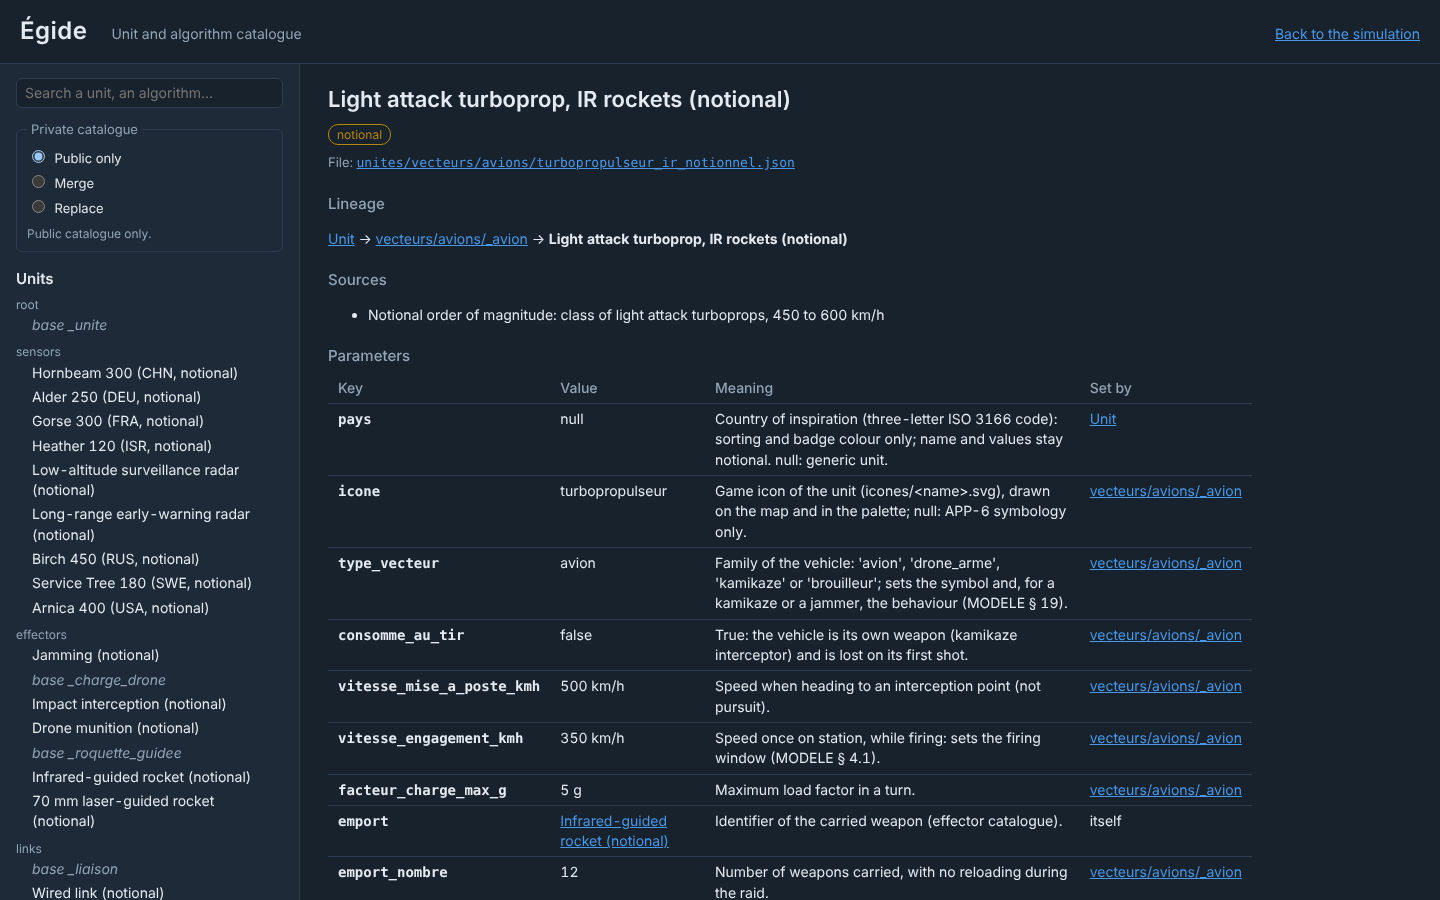 Égide
Unit and algorithm catalogue
Back to the simulation
Search a unit, an algorithm...
Private catalogue
Public only
Merge
Replace
Public catalogue only.
Units
root
base _unite
sensors
Hornbeam 300 (CHN, notional)
Alder 250 (DEU, notional)
Gorse 300 (FRA, notional)
Heather 120 (ISR, notional)
Low-altitude surveillance radar
(notional)
Long-range early-warning radar
(notional)
Birch 450 (RUS, notional)
Service Tree 180 (SWE, notional)
Arnica 400 (USA, notional)
effectors
Jamming (notional)
base _charge_drone
Impact interception (notional)
Drone munition (notional)
base _roquette_guidee
Infrared-guided rocket (notional)
70 mm laser-guided rocket
(notional)
links
base _liaison
Wired link (notional)
Light attack turboprop, IR rockets (notional)
notional
File: unites/vecteurs/avions/turbopropulseur_ir_notionnel.json
Lineage
Unit → vecteurs/avions/_avion → Light attack turboprop, IR rockets (notional)
Sources
• Notional order of magnitude: class of light attack turboprops, 450 to 600 km/h
Parameters
Key Value Meaning Set by
pays null Country of inspiration (three-letter ISO 3166 code): Unit
sorting and badge colour only; name and values stay
notional. null: generic unit.
icone turbopropulseur Game icon of the unit (icones/<name>.svg), drawn vecteurs/avions/_avion
on the map and in the palette; null: APP-6 symbology
only.
type_vecteur avion Family of the vehicle: 'avion', 'drone_arme', vecteurs/avions/_avion
'kamikaze' or 'brouilleur'; sets the symbol and, for a
kamikaze or a jammer, the behaviour (MODELE § 19).
consomme_au_tir false True: the vehicle is its own weapon (kamikaze vecteurs/avions/_avion
interceptor) and is lost on its first shot.
vitesse_mise_a_poste_kmh 500 km/h Speed when heading to an interception point (not vecteurs/avions/_avion
pursuit).
vitesse_engagement_kmh 350 km/h Speed once on station, while firing: sets the firing vecteurs/avions/_avion
window (MODELE § 4.1).
facteur_charge_max_g 5 g Maximum load factor in a turn. vecteurs/avions/_avion
emport Infrared-guided Identifier of the carried weapon (effector catalogue). itself
rocket (notional)
emport_nombre 12 Number of weapons carried, with no reloading during vecteurs/avions/_avion
the raid.